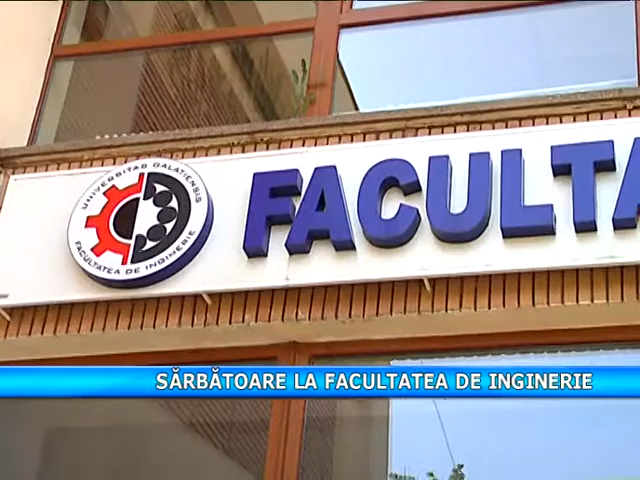 UNIVERSITAS GALATIENSIS
FACULTATEA DE INGINERIE
FACULTA
SĂRBĂTOARE LA FACULTATEA DE INGINERIE